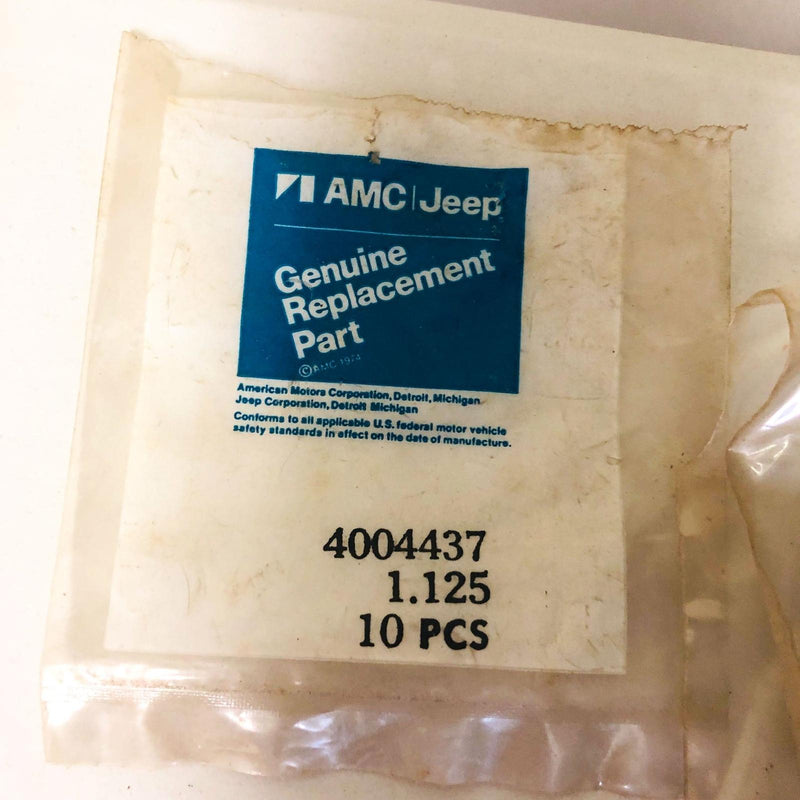 AMC|Jeep
Genuine
Replacement
Part
©AMC 1974
American Motors Corporation, Detroit, Michigan
Jeep Corporation, Detroit Michigan
Conforms to all applicable U.S. federal motor vehicle
safety standards in effect on the date of manufacture.
4004437
1.125
10 PCS